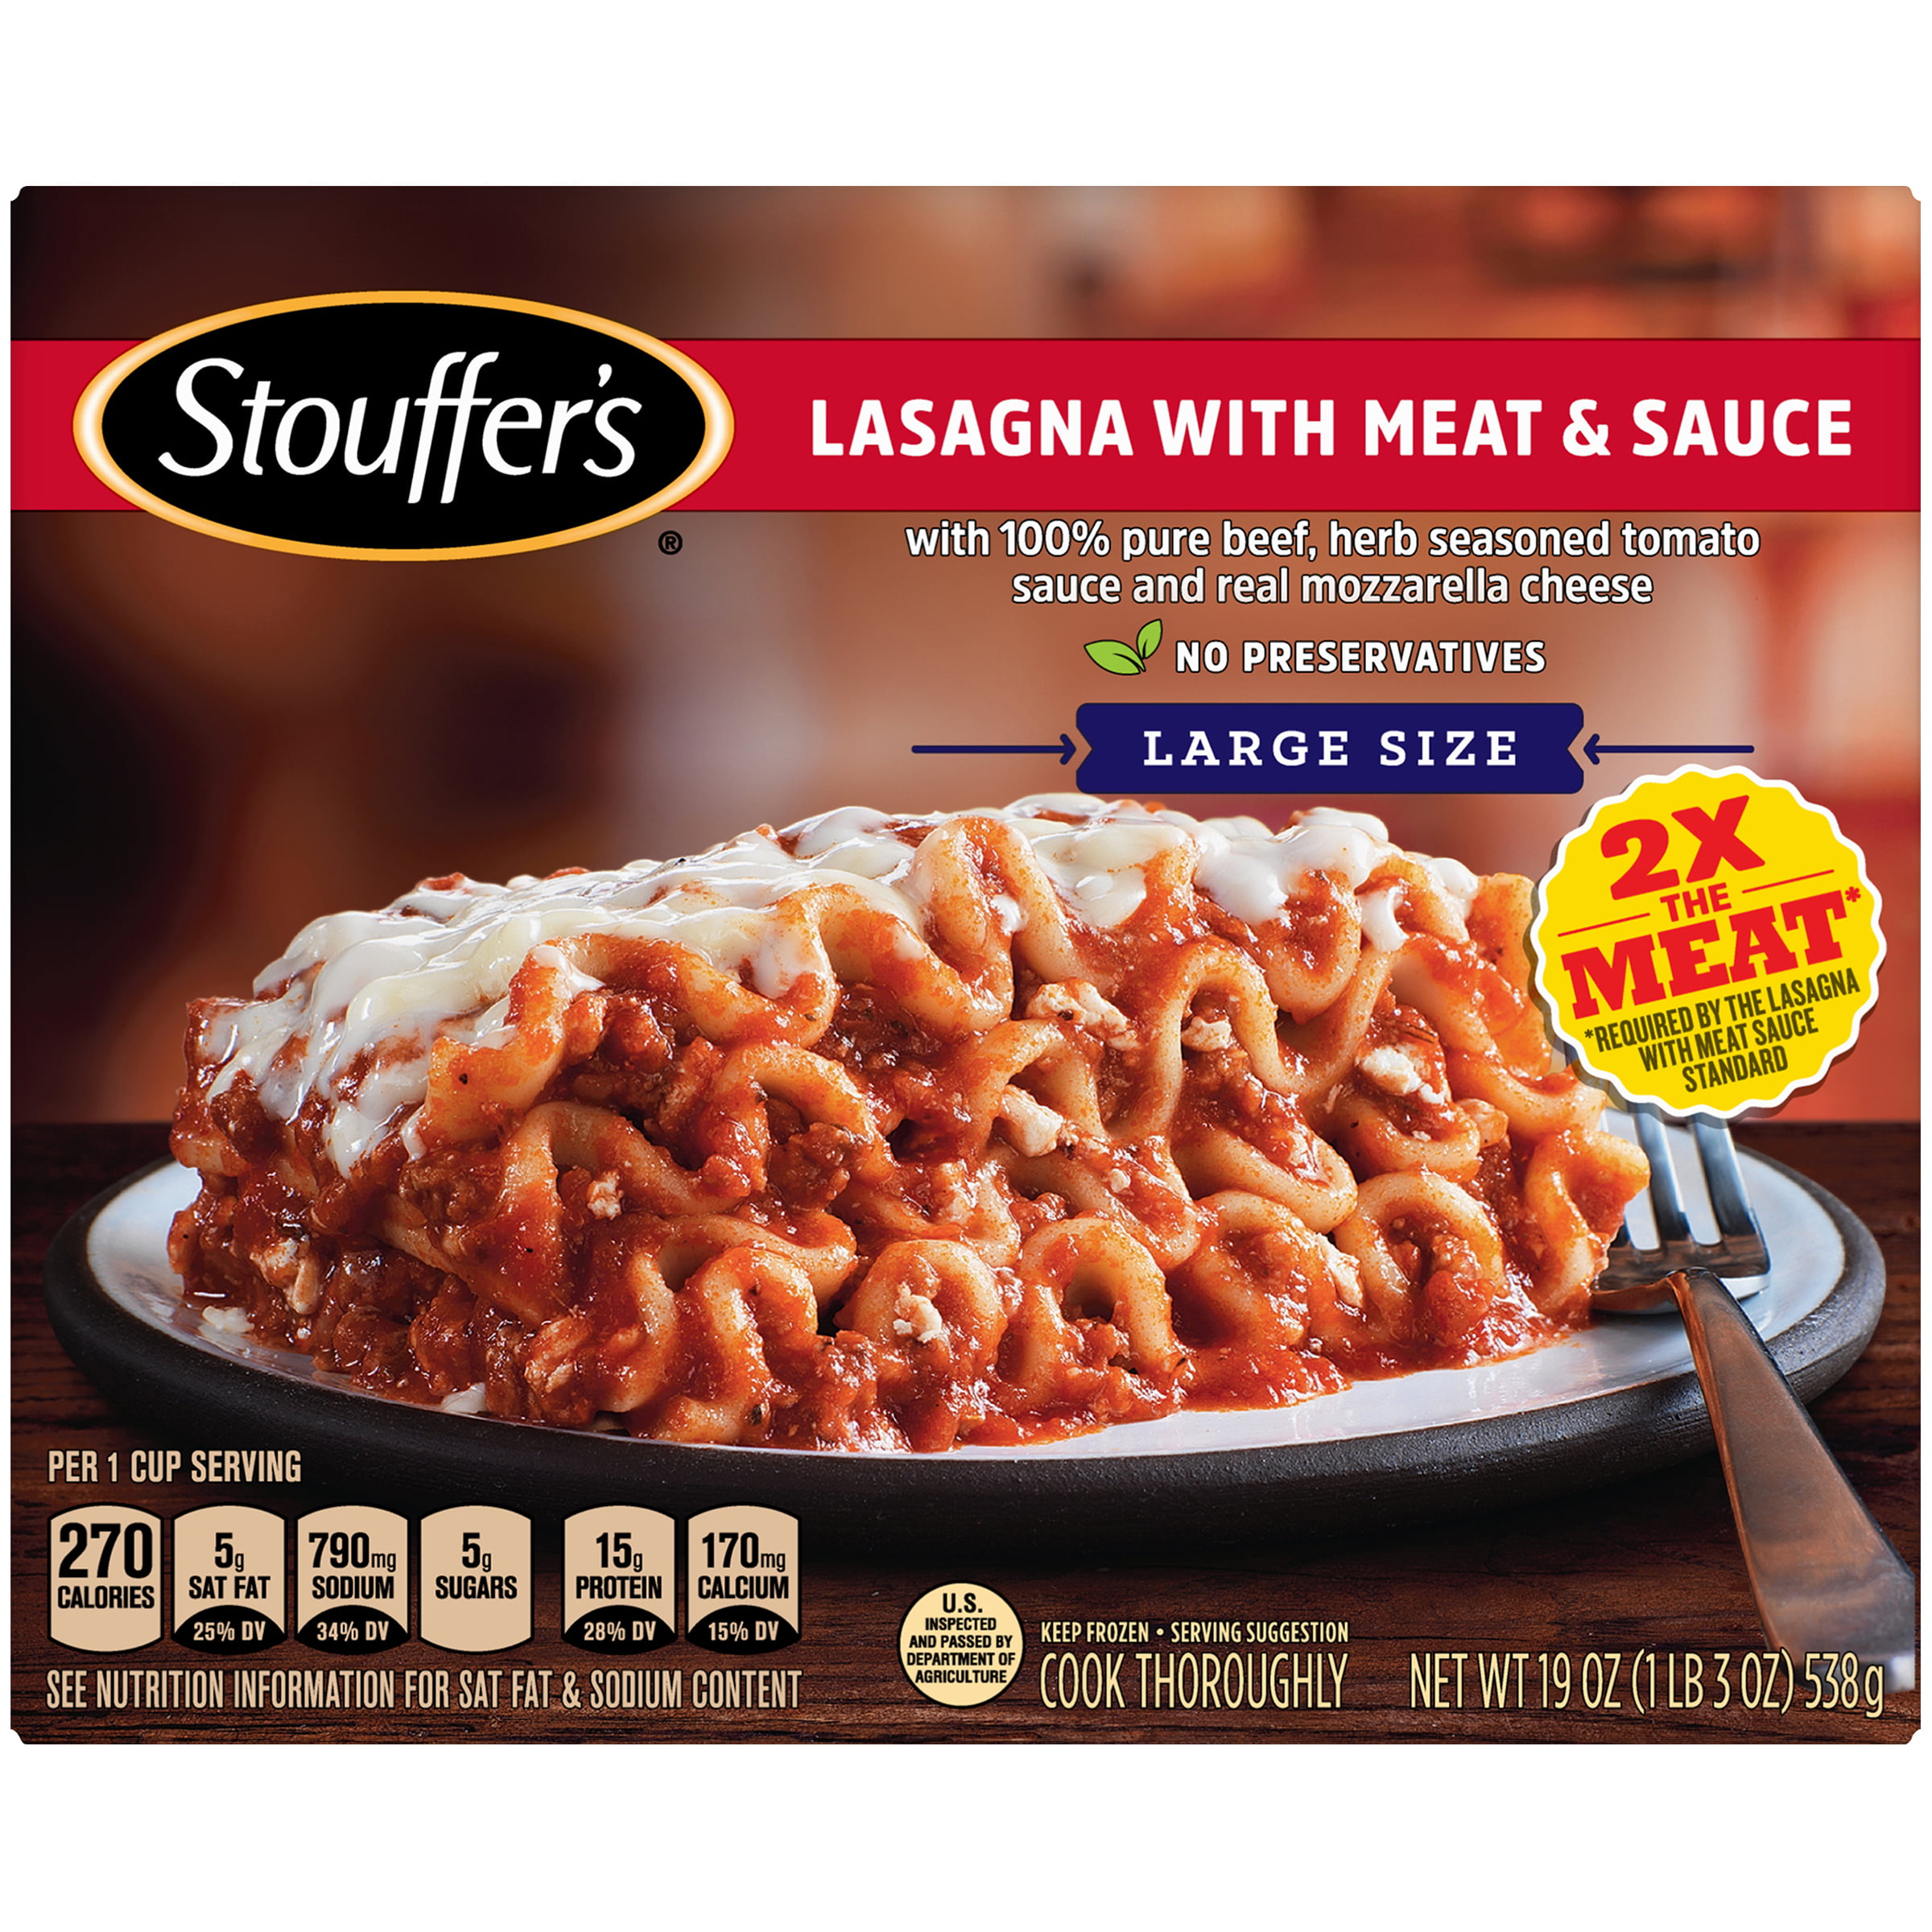 Stouffer's
®
LASAGNA WITH MEAT & SAUCE
with 100% pure beef, herb seasoned tomato
sauce and real mozzarella cheese
NO PRESERVATIVES
LARGE SIZE
2X
THE
MEAT*
*REQUIRED BY THE LASAGNA
WITH MEAT SAUCE
STANDARD
PER 1 CUP SERVING
270
CALORIES
5g
SAT FAT
25% DV
790mg
SODIUM
34% DV
5g
SUGARS
15g
PROTEIN
28% DV
170mg
CALCIUM
15% DV
SEE NUTRITION INFORMATION FOR SAT FAT & SODIUM CONTENT
U.S.
INSPECTED
AND PASSED BY
DEPARTMENT OF
AGRICULTURE
KEEP FROZEN • SERVING SUGGESTION
COOK THOROUGHLY
NET WT 19 OZ (1 LB 3 OZ) 538g